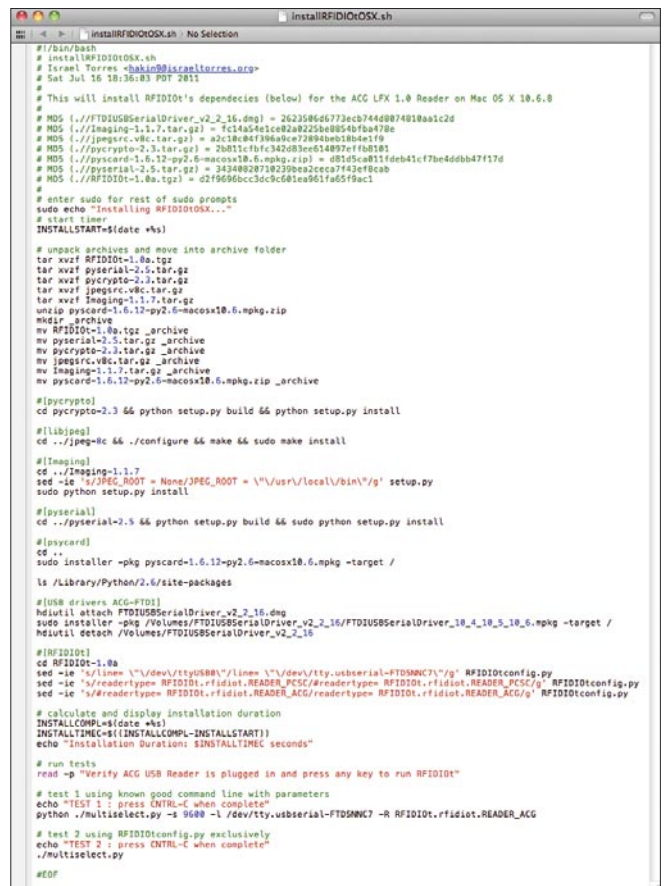 installRFIDIOtOSX.sh
installRFIDIOtOSX.sh No Selection
#!/bin/bash
# installRFIDIOtOSX.sh
# Israel Torres <hakin9@israeltorres.org>
# Sat Jul 16 18:36:03 PDT 2011
#
# This will install RFIDIOt's dependecies (below) for the ACG LFX 1.0 Reader on Mac OS X 10.6.8
#
# MD5 (.//FTDIUSBSerialDriver_v2_2_16.dmg) = 2623506d6773ecb744d8074810aa1c2d
# MD5 (.//Imaging-1.1.7.tar.gz) = fc14a54e1ce02a0225be8854bfba478e
# MD5 (.//jpegsrc.v8c.tar.gz) = a2c10c04f396a9ce72894beb18b4e1f9
# MD5 (.//pycrypto-2.3.tar.gz) = 2b811cfbfc342d83ee614097effb8101
# MD5 (.//pyscard-1.6.12-py2.6-macosx10.6.mpkg.zip) = d81d5ca011fdeb41cf7be4ddbb47f17d
# MD5 (.//pyserial-2.5.tar.gz) = 34340820710239bea2ceca7f43ef8cab
# MD5 (.//RFIDIOt-1.0a.tgz) = d2f9696bcc3dc9c601ea961fa65f9ac1
#
# enter sudo for rest of sudo prompts
sudo echo "Installing RFIDIOtOSX..."
# start timer
INSTALLSTART=$(date +%s)
# unpack archives and move into archive folder
tar xvzf RFIDIOt-1.0a.tgz
tar xvzf pyserial-2.5.tar.gz
tar xvzf pycrypto-2.3.tar.gz
tar xvzf jpegsrc.v8c.tar.gz
tar xvzf Imaging-1.1.7.tar.gz
unzip pyscard-1.6.12-py2.6-macosx10.6.mpkg.zip
mkdir _archive
mv RFIDIOt-1.0a.tgz _archive
mv pyserial-2.5.tar.gz _archive
mv pycrypto-2.3.tar.gz _archive
mv jpegsrc.v8c.tar.gz _archive
mv Imaging-1.1.7.tar.gz _archive
mv pyscard-1.6.12-py2.6-macosx10.6.mpkg.zip _archive
#[pycrypto]
cd pycrypto-2.3 && python setup.py build && python setup.py install
#[libjpeg]
cd ../jpeg-8c && ./configure && make && sudo make install
#[Imaging]
cd ../Imaging-1.1.7
sed -ie 's/JPEG_ROOT = None/JPEG_ROOT = \"\/usr\/local\/bin\"/g' setup.py
sudo python setup.py install
#[pyserial]
cd ../pyserial-2.5 && python setup.py build && sudo python setup.py install
#[psycard]
cd ..
sudo installer -pkg pyscard-1.6.12-py2.6-macosx10.6.mpkg -target /
ls /Library/Python/2.6/site-packages
#[USB drivers ACG-FTDI]
hdiutil attach FTDIUSBSerialDriver_v2_2_16.dmg
sudo installer -pkg /Volumes/FTDIUSBSerialDriver_v2_2_16/FTDIUSBSerialDriver_10_4_10_5_10_6.mpkg -target /
hdiutil detach /Volumes/FTDIUSBSerialDriver_v2_2_16
#[RFIDIOt]
cd RFIDIOt-1.0a
sed -ie 's/line= \"\/dev\/ttyUSB0\"/line= \"\/dev\/tty.usbserial-FTDSNNC7\"/g' RFIDIOtconfig.py
sed -ie 's/readertype= RFIDIOt.rfidiot.READER_PCSC/#readertype= RFIDIOt.rfidiot.READER_PCSC/g' RFIDIOtconfig.py
sed -ie 's/#readertype= RFIDIOt.rfidiot.READER_ACG/readertype= RFIDIOt.rfidiot.READER_ACG/g' RFIDIOtconfig.py
# calculate and display installation duration
INSTALLCOMPL=$(date +%s)
INSTALLTIMEC=$((INSTALLCOMPL-INSTALLSTART))
echo "Installation Duration: $INSTALLTIMEC seconds"
# run tests
read -p "Verify ACG USB Reader is plugged in and press any key to run RFIDIOt"
# test 1 using known good command line with parameters
echo "TEST 1 : press CNTRL-C when complete"
python ./multiselect.py -s 9600 -l /dev/tty.usbserial-FTDSNNC7 -R RFIDIOt.rfidiot.READER_ACG
# test 2 using RFIDIOtconfig.py exclusively
echo "TEST 2 : press CNTRL-C when complete"
./multiselect.py
#EOF